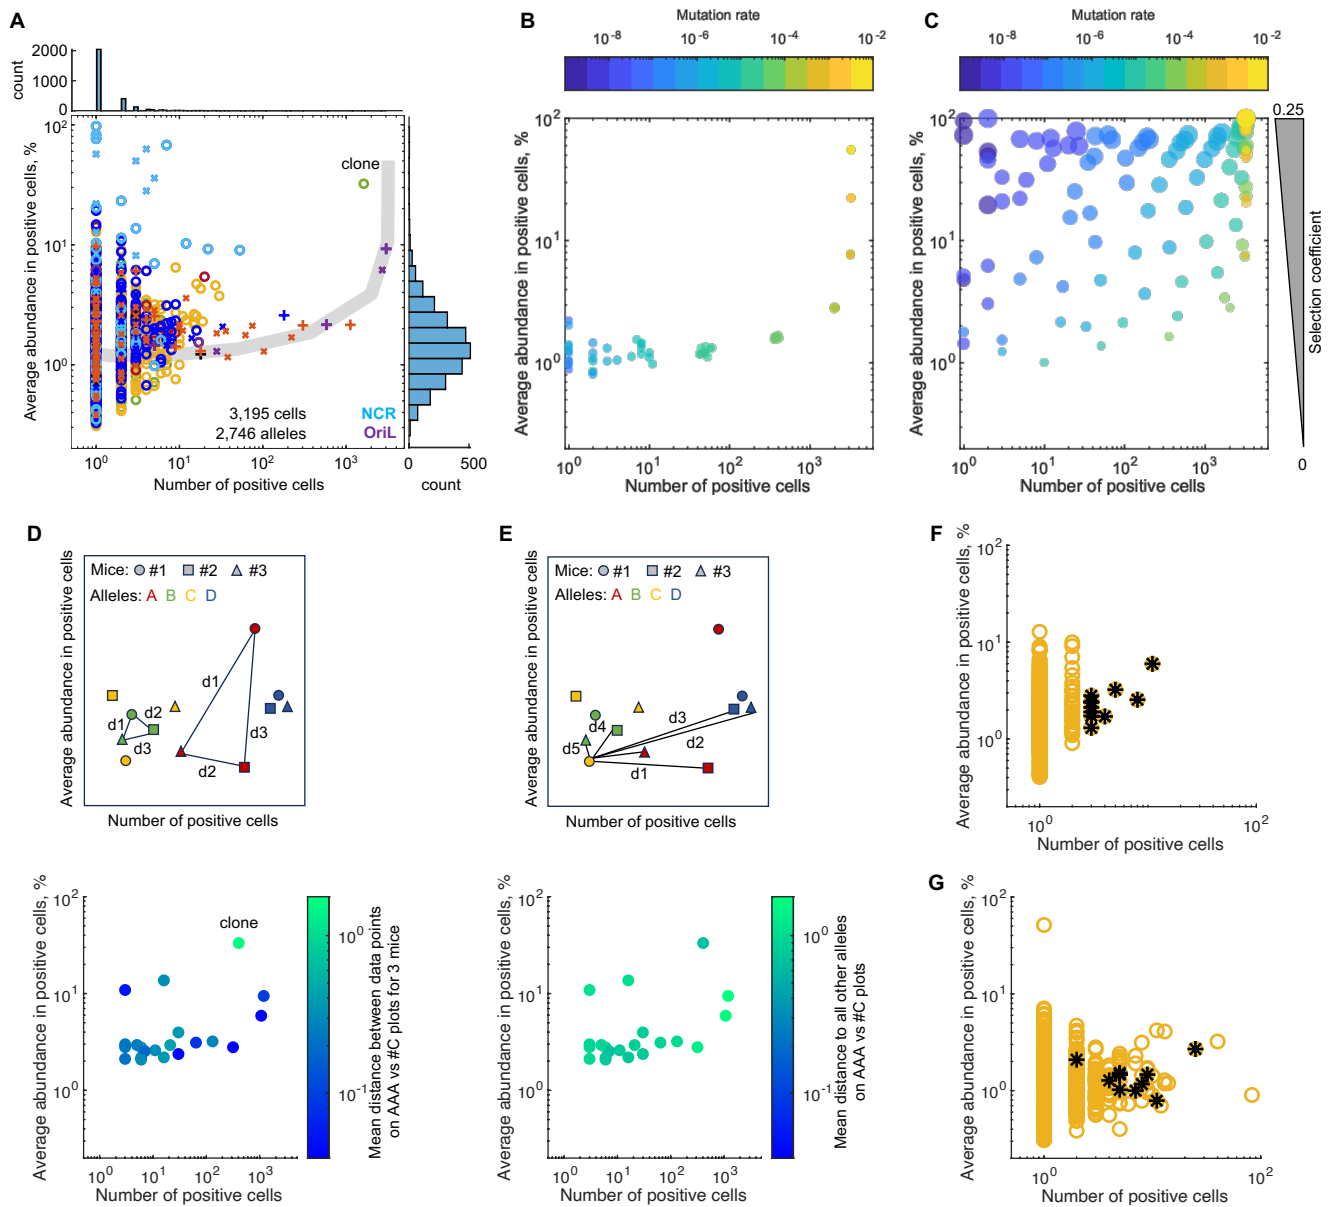 A
count
2000
1000
0
10²
10¹
10⁰
Average abundance in positive cells, %
clone
3,195 cells
2,746 alleles
NCR
OriL
10⁰ 10¹ 10² 10³
Number of positive cells
0 500
count
B
Mutation rate
10⁻⁸ 10⁻⁶ 10⁻⁴ 10⁻²
10²
10¹
10⁰
Average abundance in positive cells, %
10⁰ 10¹ 10² 10³
Number of positive cells
C
Mutation rate
10⁻⁸ 10⁻⁶ 10⁻⁴ 10⁻²
10²
10¹
10⁰
Average abundance in positive cells, %
10⁰ 10¹ 10² 10³
Number of positive cells
0.25
Selection coefficient
0
D
Average abundance in positive cells
Mice: #1 #2 #3
Alleles: A B C D
d1
d2
d3
d1
d2
d3
Number of positive cells
10²
10¹
10⁰
Average abundance in positive cells, %
clone
10⁰ 10¹ 10² 10³
Number of positive cells
10⁰
10⁻¹
Mean distance between data points
on AAA vs #C plots for 3 mice
E
Average abundance in positive cells
Mice: #1 #2 #3
Alleles: A B C D
d4
d3
d5
d2
d1
Number of positive cells
10²
10¹
10⁰
Average abundance in positive cells, %
10⁰ 10¹ 10² 10³
Number of positive cells
10⁰
10⁻¹
Mean distance to all other alleles
on AAA vs #C plots
F
10²
10¹
10⁰
Average abundance in positive cells, %
10⁰ 10²
Number of positive cells
G
10²
10¹
10⁰
Average abundance in positive cells, %
10⁰ 10²
Number of positive cells